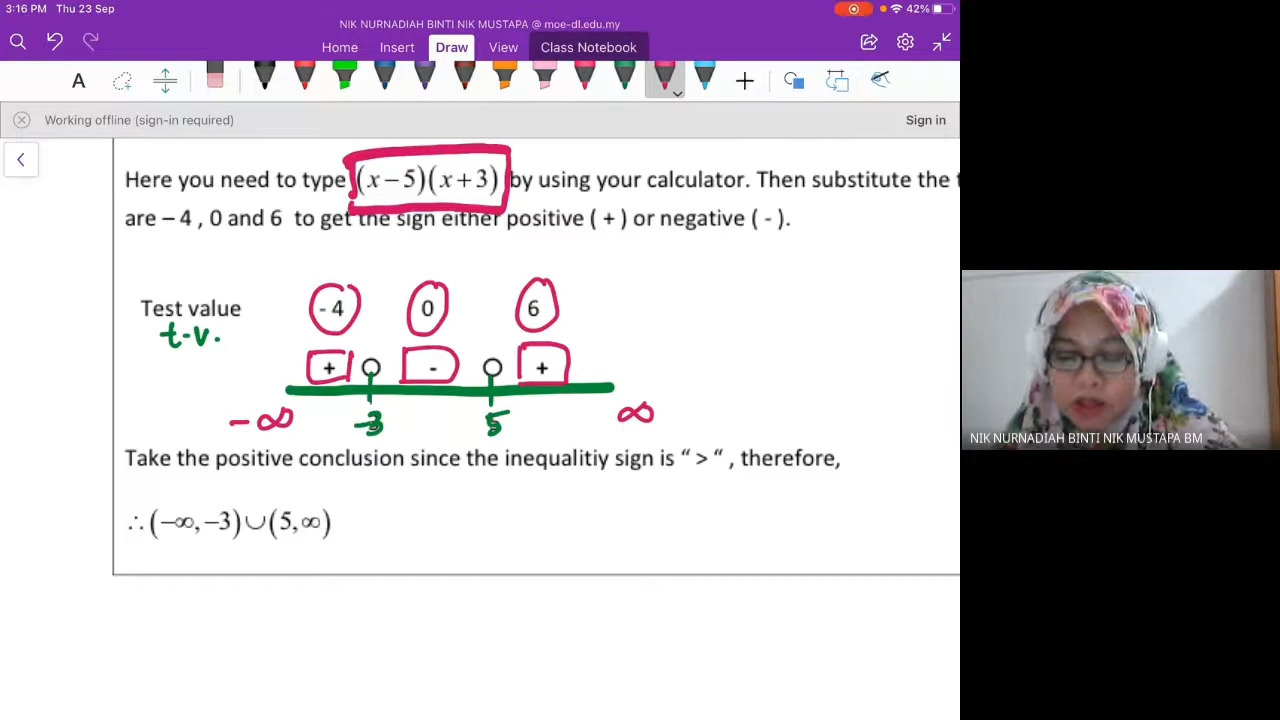 3:16 PM Thu 23 Sep
42%
NIK NURNADIAH BINTI NIK MUSTAPA @ moe-dl.edu.my
Home Insert Draw View Class Notebook
A
Working offline (sign-in required) Sign in
Here you need to type (x−5)(x+3) by using your calculator. Then substitute the t
are – 4 , 0 and 6 to get the sign either positive ( + ) or negative ( - ).
Test value - 4 0 6
t-v.
+ - +
-∞ -3 5 ∞
Take the positive conclusion since the inequalitiy sign is “ > “ , therefore,
∴(−∞,−3)∪(5,∞)
NIK NURNADIAH BINTI NIK MUSTAPA BM